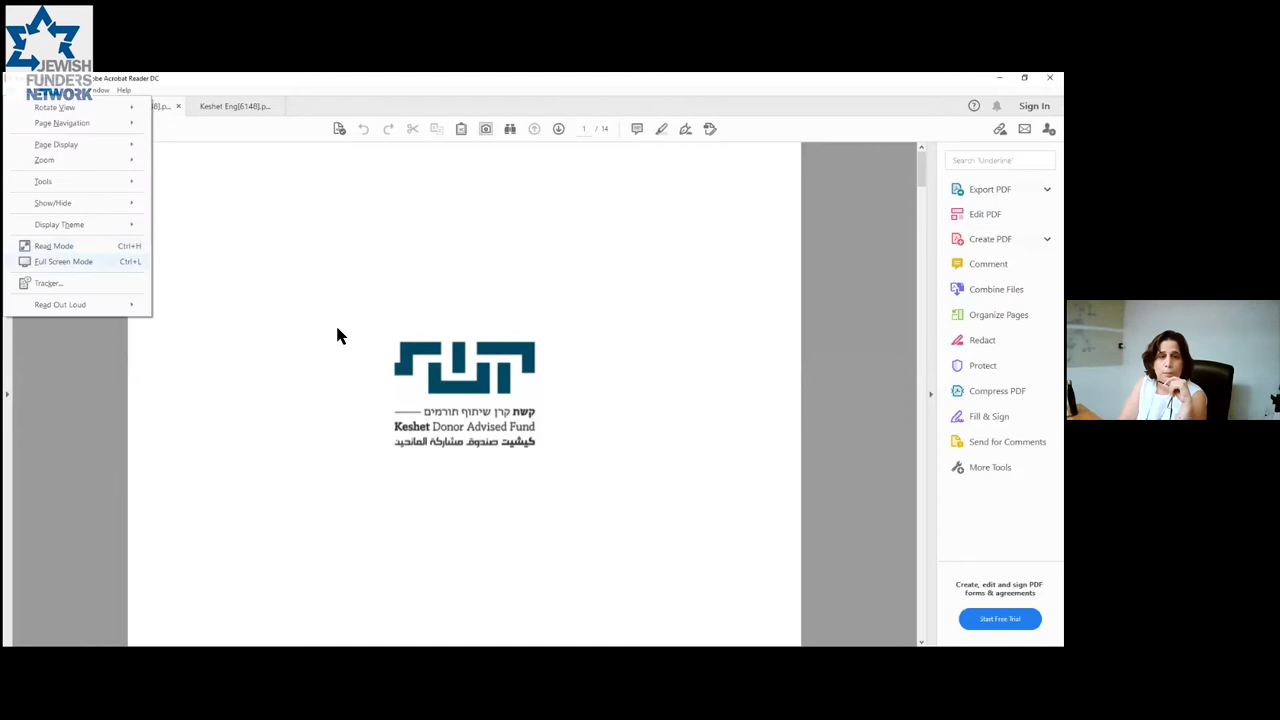 JEWISH
FUNDERS
NETWORK
Adobe Acrobat Reader DC
Help
Keshet Eng[6148].p...
Sign In
Rotate View
Page Navigation
1 / 14
Page Display
Zoom
Tools
Show/Hide
Display Theme
Read Mode Ctrl+H
Full Screen Mode Ctrl+L
Tracker...
Read Out Loud
קשת קרן שיתוף תורמים
Keshet Donor Advised Fund
كيشيت صندوق مشاركة المانحين
Search 'Underline'
Export PDF
Edit PDF
Create PDF
Comment
Combine Files
Organize Pages
Redact
Protect
Compress PDF
Fill & Sign
Send for Comments
More Tools
Create, edit and sign PDF
forms & agreements
Start Free Trial